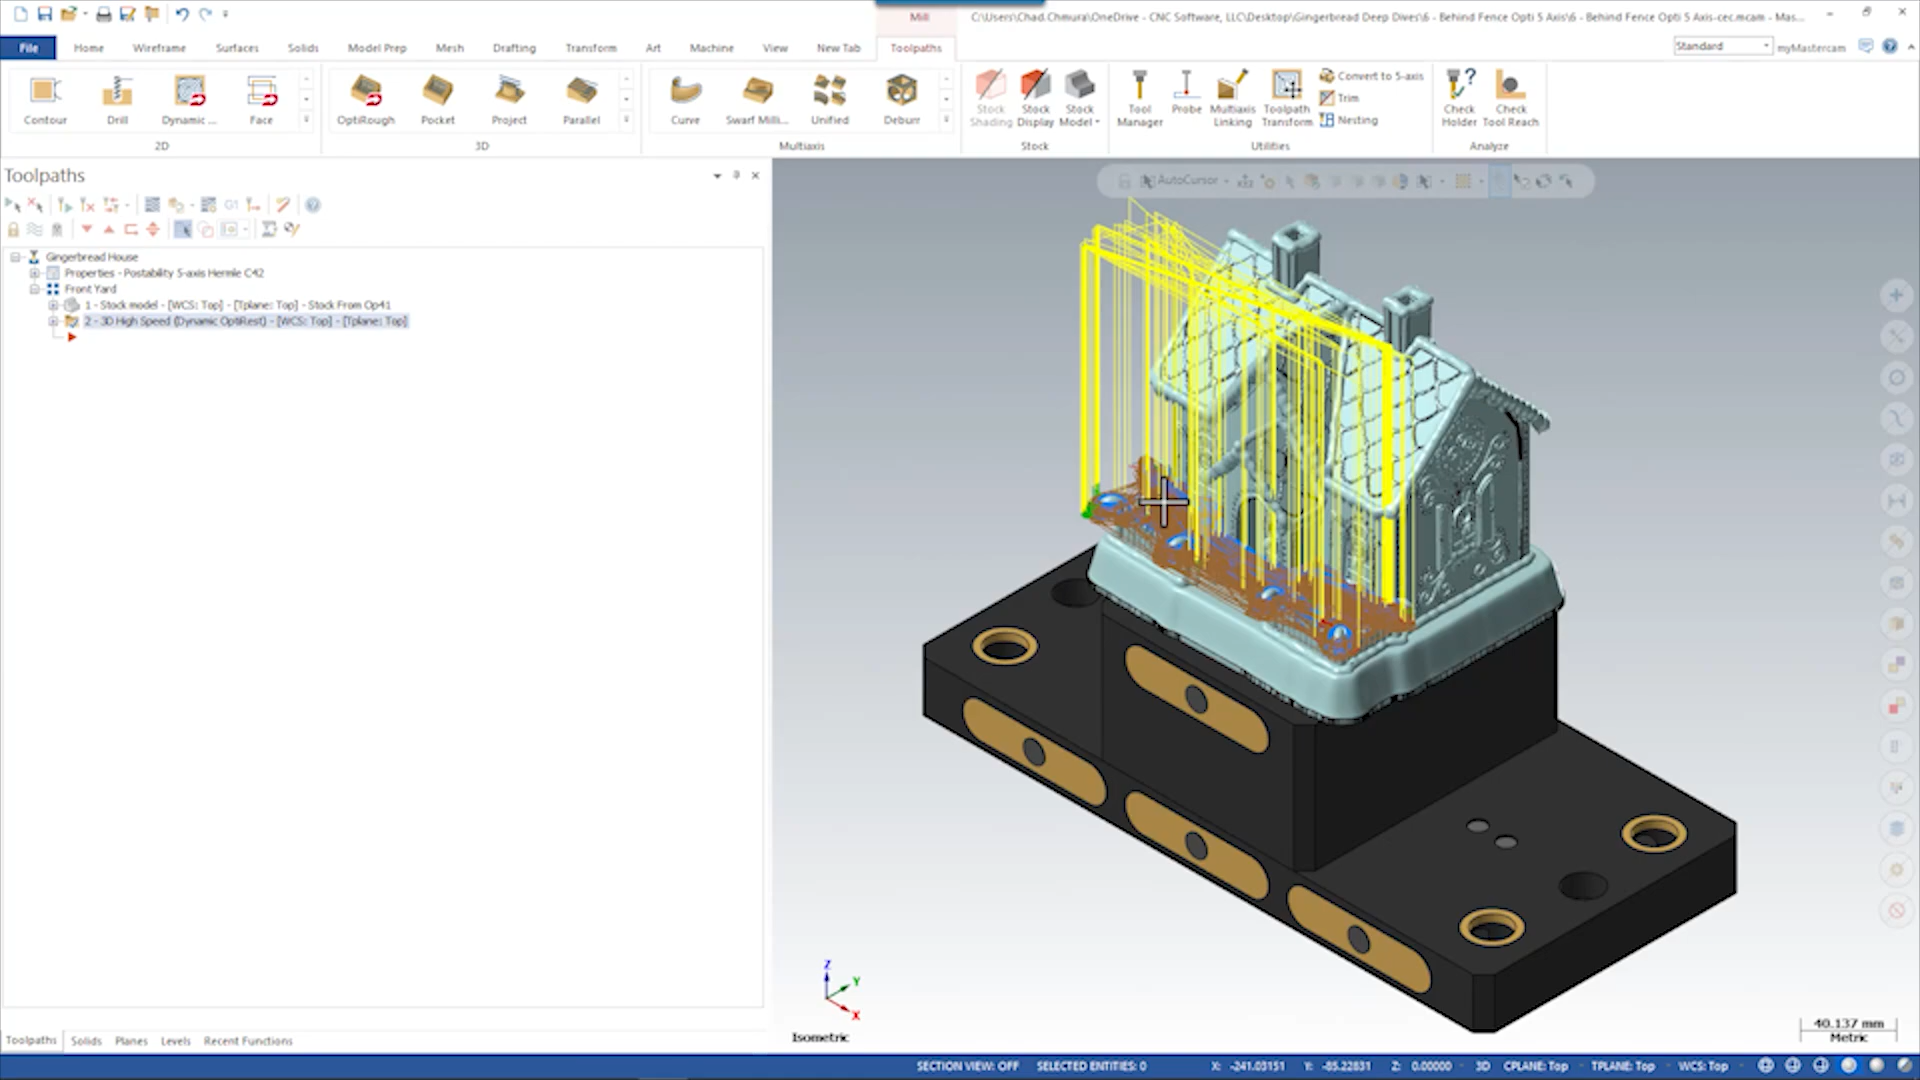 Mill
C:\Users\Chad.Chmura\OneDrive - CNC Software, LLC\Desktop\Gingerbread Deep Dives\6 - Behind Fence Opti 5 Axis\6 - Behind Fence Opti 5 Axis-cec.mcam - Mas...
File
Home
Wireframe
Surfaces
Solids
Model Prep
Mesh
Drafting
Transform
Art
Machine
View
New Tab
Toolpaths
Standard
myMastercam
Contour
Drill
Dynamic ...
Face
OptiRough
Pocket
Project
Parallel
Curve
Swarf Milli...
Unified
Deburr
Stock Shading
Stock Display
Stock Model
Tool Manager
Probe
Multiaxis Linking
Toolpath Transform
Convert to 5-axis
Trim
Nesting
Check Holder
Check Tool Reach
2D
3D
Multiaxis
Stock
Utilities
Analyze
Toolpaths
AutoCursor
G1
Gingerbread House
Properties - Postability 5-axis Hermle C42
Front Yard
1 - Stock model - [WCS: Top] - [Tplane: Top] - Stock From Op41
2 - 3D High Speed (Dynamic OptiRest) - [WCS: Top] - [Tplane: Top]
Z
Y
X
Isometric
40.137 mm
Metric
Toolpaths
Solids
Planes
Levels
Recent Functions
SECTION VIEW: OFF
SELECTED ENTITIES: 0
X: -241.03151
Y: -85.22831
Z: 0.00000
3D
CPLANE: Top
TPLANE: Top
WCS: Top